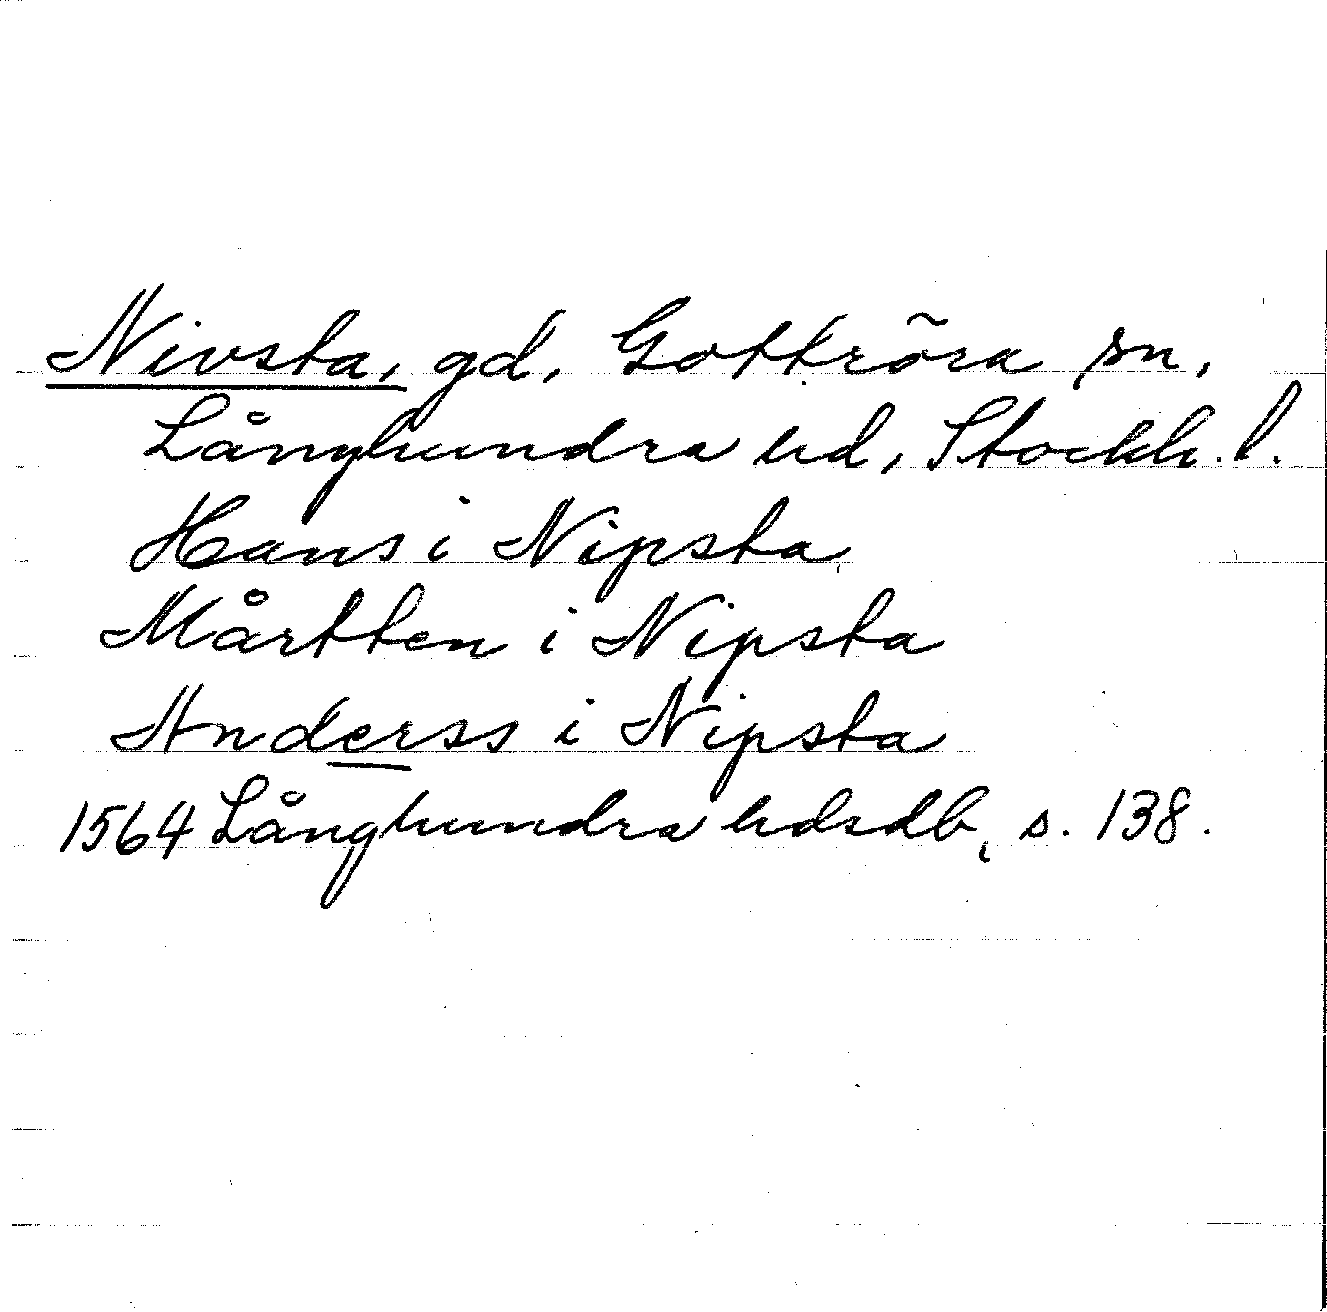 Nivsta, gd, Gottröra sn,
Långhundra hd, Stockh. l.
Hans i Nipsta,
Mårtten i Nipsta
Anderss i Nipsta
1564 Långhundra hdsdb, s. 138.